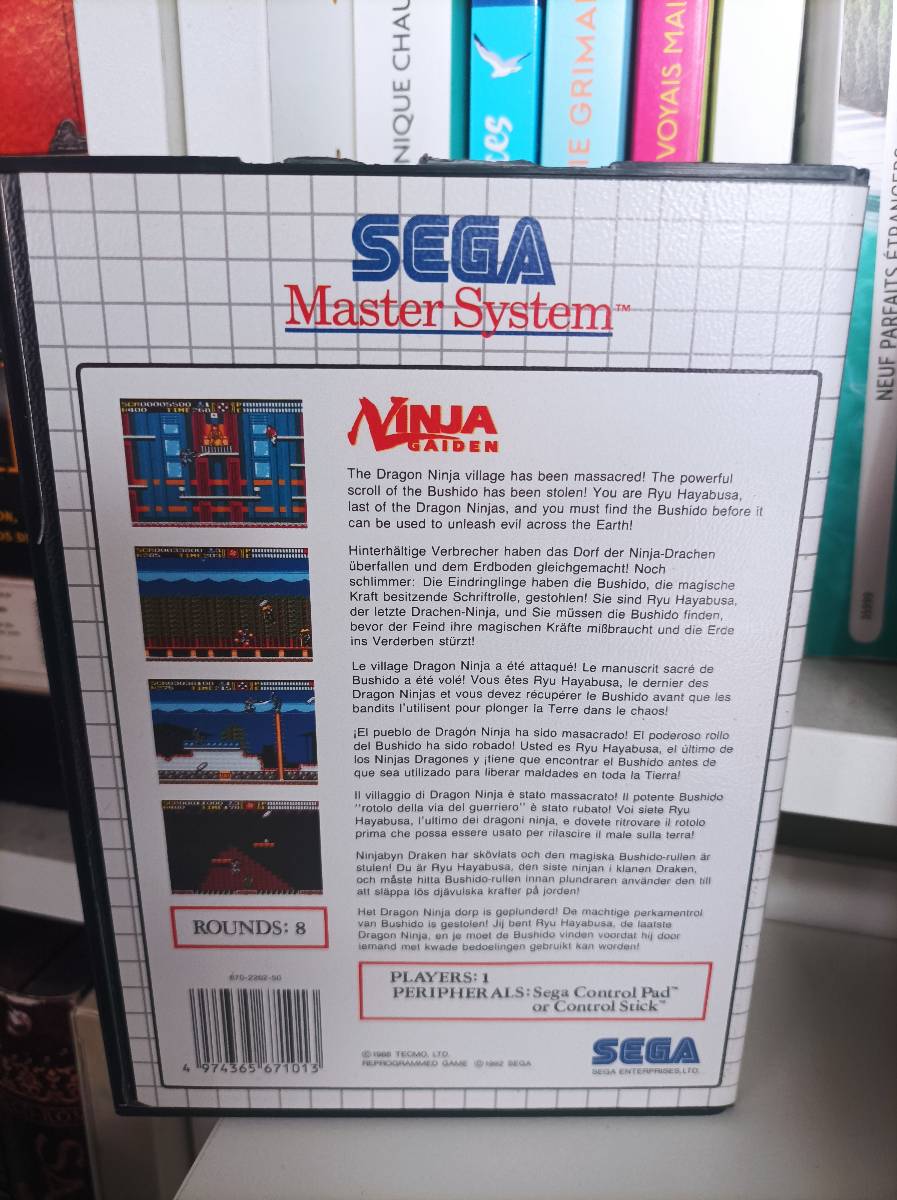 NIQUE CHAU
ces
IE GRIMA
VOYAIS MAI
NEUF PARFAITS ÉTRANGERS
SEGA
Master System™
NINJA
GAIDEN
The Dragon Ninja village has been massacred! The powerful
scroll of the Bushido has been stolen! You are Ryu Hayabusa,
last of the Dragon Ninjas, and you must find the Bushido before it
can be used to unleash evil across the Earth!
Hinterhältige Verbrecher haben das Dorf der Ninja-Drachen
überfallen und dem Erdboden gleichgemacht! Noch
schlimmer: Die Eindringlinge haben die Bushido, die magische
Kraft besitzende Schriftrolle, gestohlen! Sie sind Ryu Hayabusa,
der letzte Drachen-Ninja, und Sie müssen die Bushido finden,
bevor der Feind ihre magischen Kräfte mißbraucht und die Erde
ins Verderben stürzt!
Le village Dragon Ninja a été attaqué! Le manuscrit sacré de
Bushido a été volé! Vous êtes Ryu Hayabusa, le dernier des
Dragon Ninjas et vous devez récupérer le Bushido avant que les
bandits l'utilisent pour plonger la Terre dans le chaos!
¡El pueblo de Dragón Ninja ha sido masacrado! El poderoso rollo
del Bushido ha sido robado! Usted es Ryu Hayabusa, el último de
los Ninjas Dragones y ¡tiene que encontrar el Bushido antes de
que sea utilizado para liberar maldades en toda la Tierra!
Il villaggio di Dragon Ninja è stato massacrato! Il potente Bushido
"rotolo della via del guerriero" è stato rubato! Voi siete Ryu
Hayabusa, l'ultimo dei dragoni ninja, e dovete ritrovare il rotolo
prima che possa essere usato per rilascire il male sulla terra!
Ninjabyn Draken har skövlats och den magiska Bushido-rullen är
stulen! Du är Ryu Hayabusa, den siste ninjan i klanen Draken,
och måste hitta Bushido-rullen innan plundraren använder den till
att släppa lös djävulska krafter på jorden!
Het Dragon Ninja dorp is geplunderd! De machtige perkamentrol
van Bushido is gestolen! Jij bent Ryu Hayabusa, de laatste
Dragon Ninja, en je moet de Bushido vinden voordat hij door
iemand met kwade bedoelingen gebruikt kan worden!
ROUNDS: 8
670-2262-50
4 974365 671013
PLAYERS: 1
PERIPHERALS: Sega Control Pad™
or Control Stick™
©1988 TECMO, LTD.
REPROGRAMMED GAME ©1992 SEGA
SEGA
SEGA ENTERPRISES, LTD.